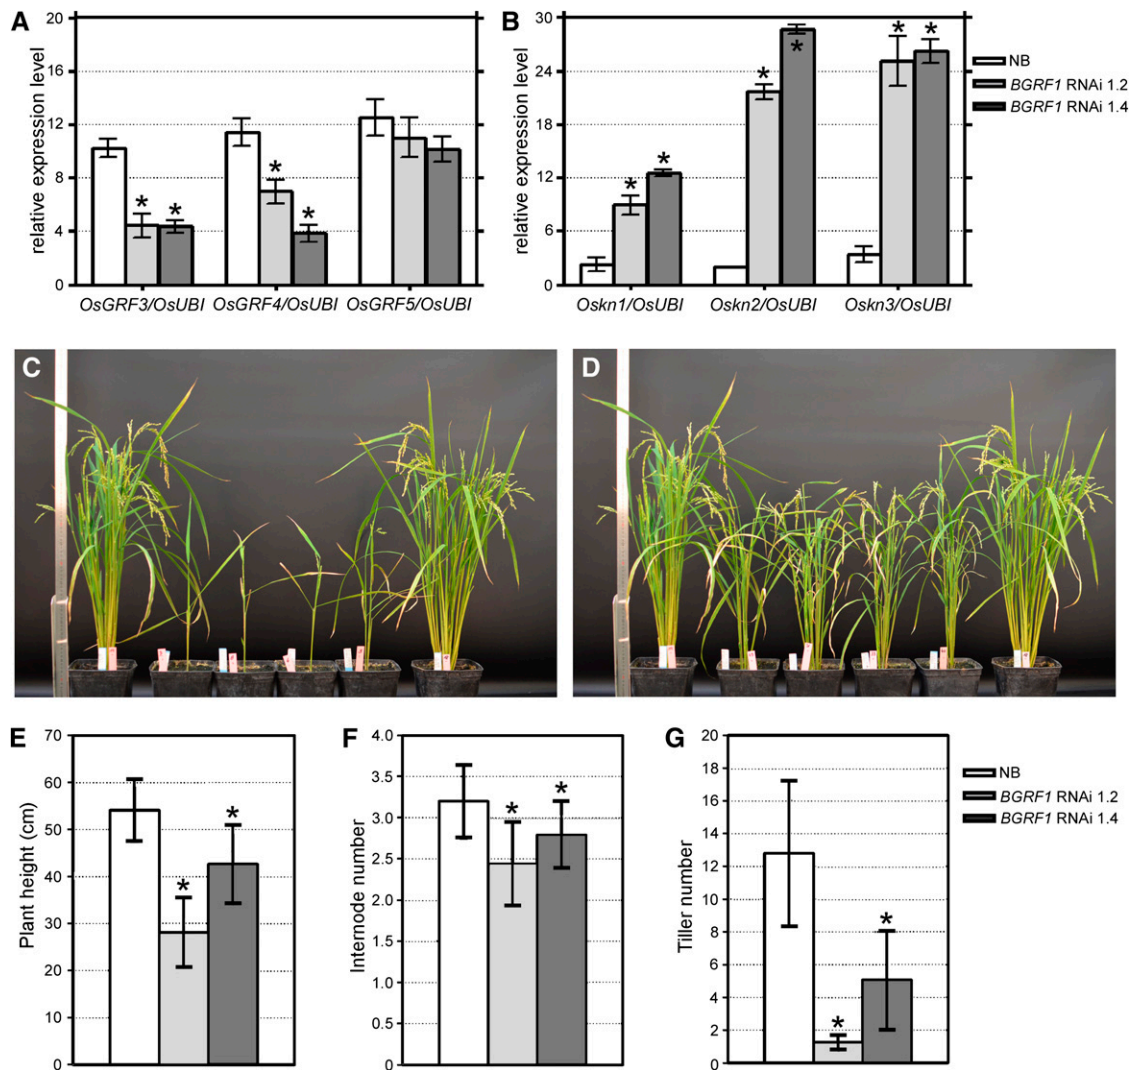 A
relative expression level
20
16
12
8
4
0
* * * *
OsGRF3/OsUBI OsGRF4/OsUBI OsGRF5/OsUBI
B
relative expression level
30
24
18
12
6
0
* * * * * *
Oskn1/OsUBI Oskn2/OsUBI Oskn3/OsUBI
NB
BGRF1 RNAi 1.2
BGRF1 RNAi 1.4
C
D
E
Plant height (cm)
70
60
50
40
30
20
10
0
* *
F
Internode number
4.0
3.5
3.0
2.5
2.0
1.5
1.0
0.5
0
* *
G
Tiller number
20
18
16
14
12
10
8
6
4
2
0
* *
NB
BGRF1 RNAi 1.2
BGRF1 RNAi 1.4